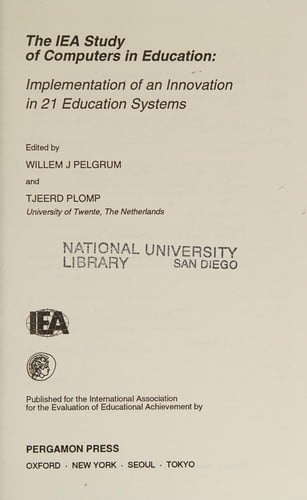 The IEA Study
of Computers in Education:
Implementation of an Innovation
in 21 Education Systems
Edited by
WILLEM J PELGRUM
and
TJEERD PLOMP
University of Twente, The Netherlands
NATIONAL UNIVERSITY
LIBRARY SAN DIEGO
IEA
Published for the International Association
for the Evaluation of Educational Achievement by
PERGAMON PRESS
OXFORD · NEW YORK · SEOUL · TOKYO